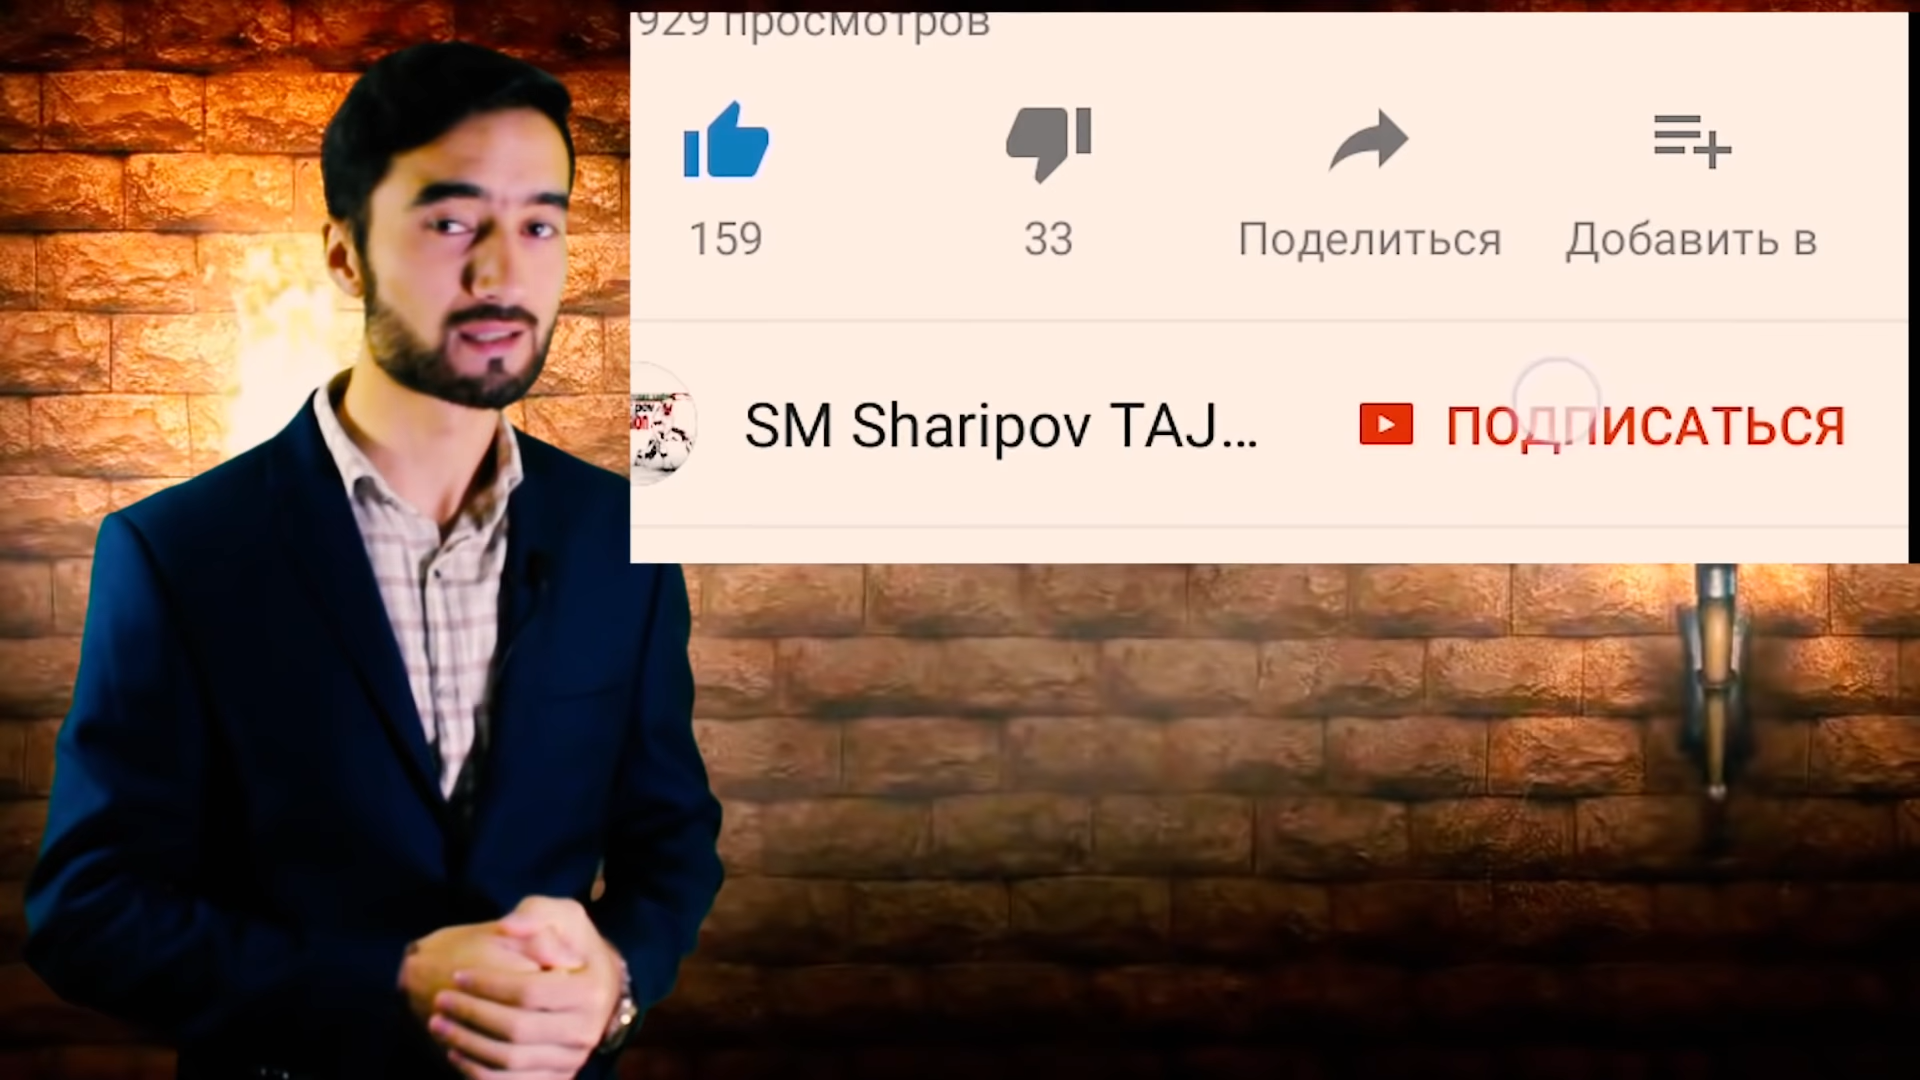 929 просмотров
159 33 Поделиться Добавить в
SM Sharipov TAJ... ПОДПИСАТЬСЯ